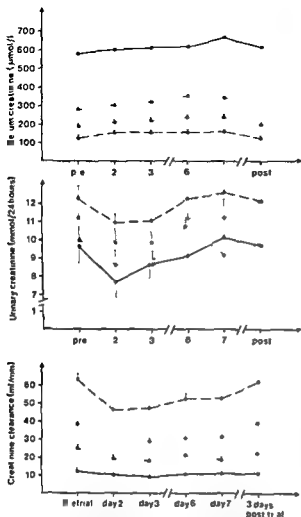 Ⅲeum creatinine (µmol/l
700
600
500
400
300
200
100
pre
2
3
6
7
post
Urinary creatinine (mmol/24 hours)
13
12
11
10
9
8
7
1
pre
2
3
6
7
post
Creatinine clearance (ml/min)
60
50
40
30
20
10
day2
day3
day6
day7
3 days
post trial